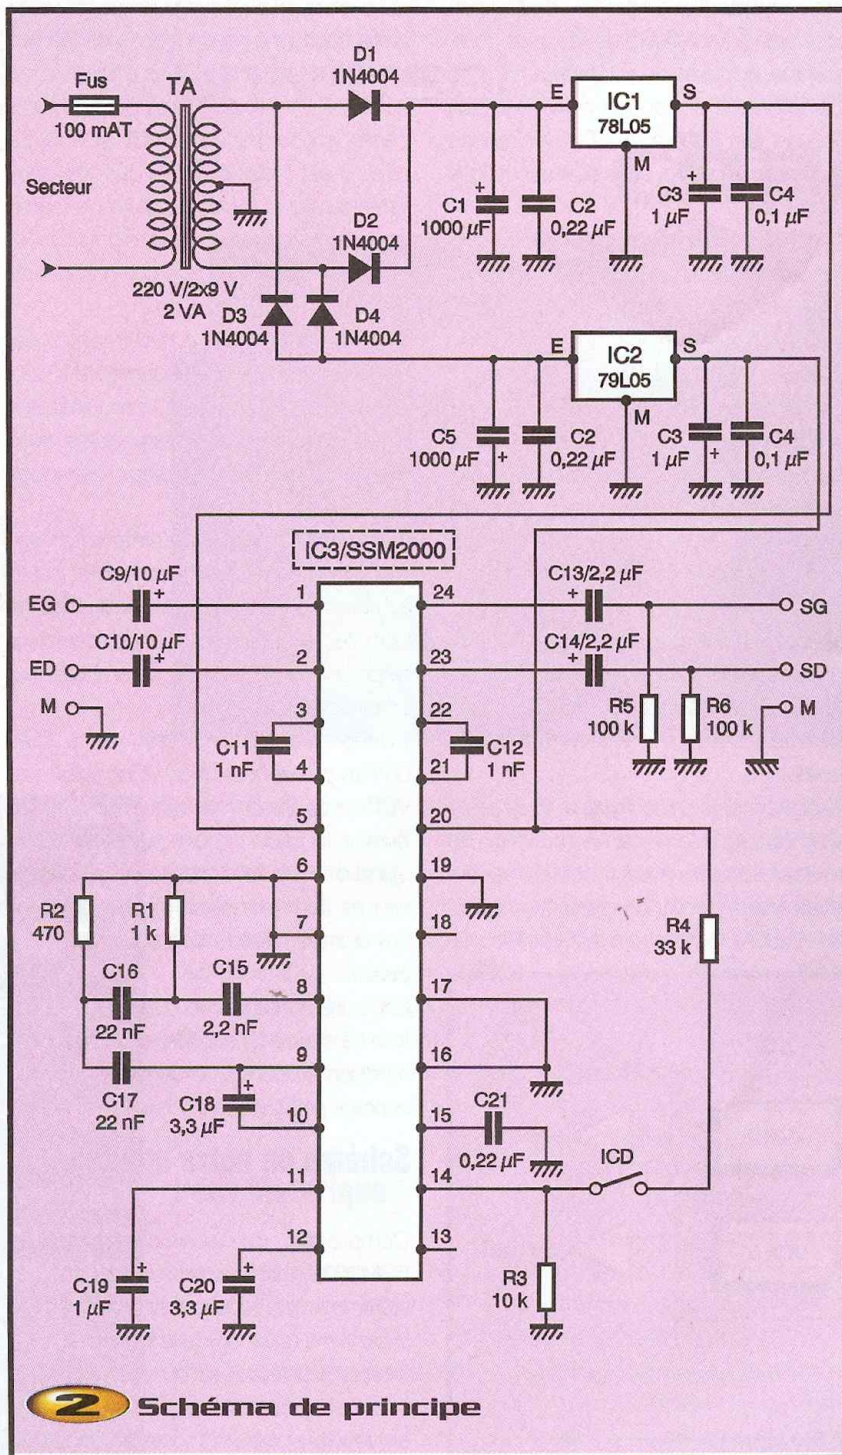 Fus
TA
100 mAT
Secteur
220 V/2x9 V
2 VA
D1
1N4004
D2
1N4004
D3
1N4004
D4
1N4004
E
IC1
78L05
S
M
C1
1000 µF
C2
0,22 µF
C3
1 µF
C4
0,1 µF
E
IC2
79L05
S
M
C5
1000 µF
C2
0,22 µF
C3
1 µF
C4
0,1 µF
IC3/SSM2000
EG
C9/10 µF
1
24
C13/2,2 µF
SG
ED
C10/10 µF
2
23
C14/2,2 µF
SD
M
3
22
R5
100 k
R6
100 k
M
C11
1 nF
C12
1 nF
4
21
5
20
6
19
R2
470
R1
1 k
7
18
R4
33 k
C16
22 nF
C15
2,2 nF
8
17
9
16
C17
22 nF
C18
3,3 µF
10
15
C21
0,22 µF
ICD
11
14
12
13
C19
1 µF
C20
3,3 µF
R3
10 k
2 Schéma de principe